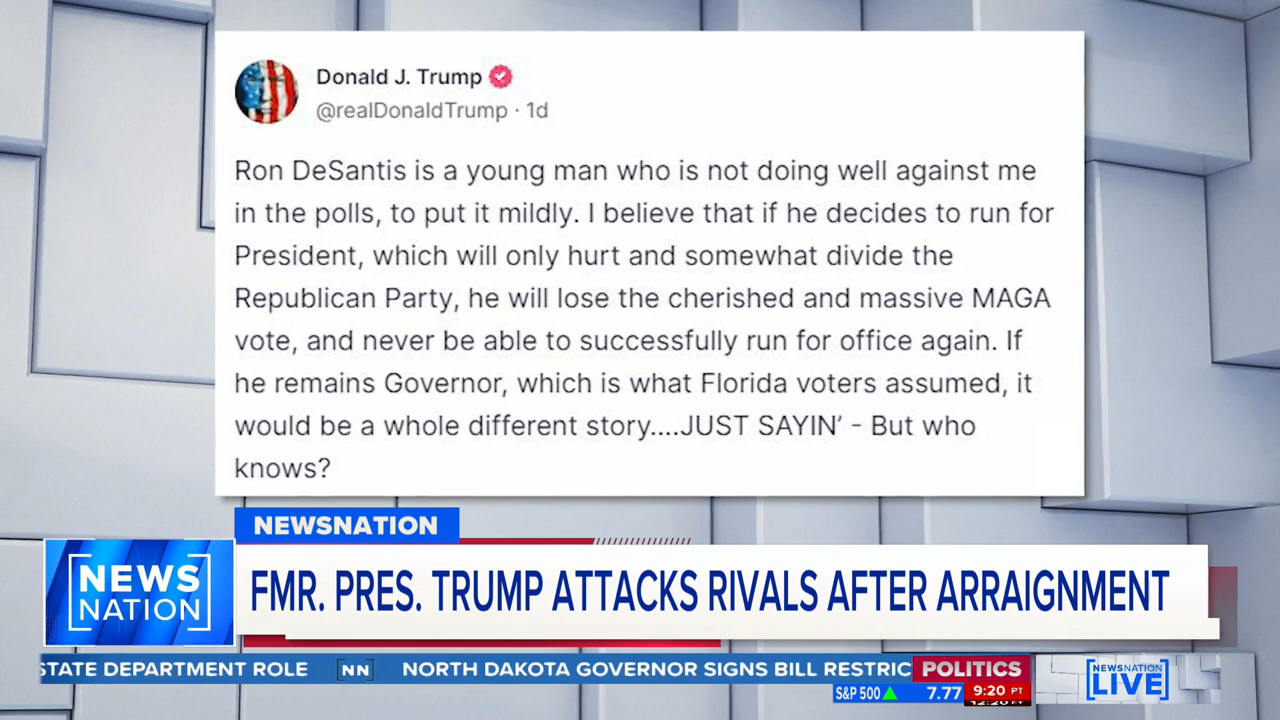 Donald J. Trump
@realDonaldTrump · 1d
Ron DeSantis is a young man who is not doing well against me
in the polls, to put it mildly. I believe that if he decides to run for
President, which will only hurt and somewhat divide the
Republican Party, he will lose the cherished and massive MAGA
vote, and never be able to successfully run for office again. If
he remains Governor, which is what Florida voters assumed, it
would be a whole different story....JUST SAYIN’ - But who
knows?
NEWSNATION
NEWS
NATION
FMR. PRES. TRUMP ATTACKS RIVALS AFTER ARRAIGNMENT
STATE DEPARTMENT ROLE NN NORTH DAKOTA GOVERNOR SIGNS BILL RESTRIC POLITICS
NEWSNATION
LIVE
S&P 500 7.77 9:20 PT